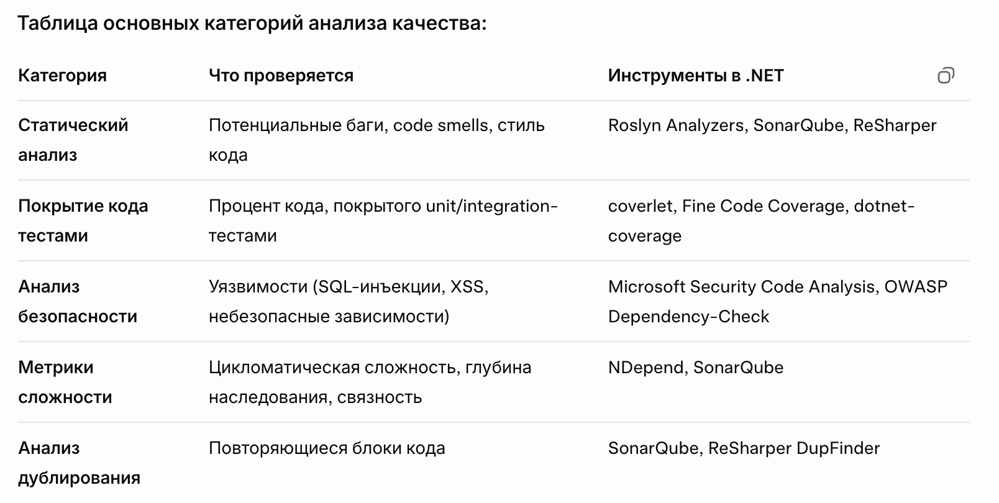 Таблица основных категорий анализа качества:
Категория Что проверяется Инструменты в .NET
Статический Потенциальные баги, code smells, стиль Roslyn Analyzers, SonarQube, ReSharper
анализ кода
Покрытие кода Процент кода, покрытого unit/integration- coverlet, Fine Code Coverage, dotnet-
тестами тестами coverage
Анализ Уязвимости (SQL-инъекции, XSS, Microsoft Security Code Analysis, OWASP
безопасности небезопасные зависимости) Dependency-Check
Метрики Цикломатическая сложность, глубина NDepend, SonarQube
сложности наследования, связность
Анализ Повторяющиеся блоки кода SonarQube, ReSharper DupFinder
дублирования